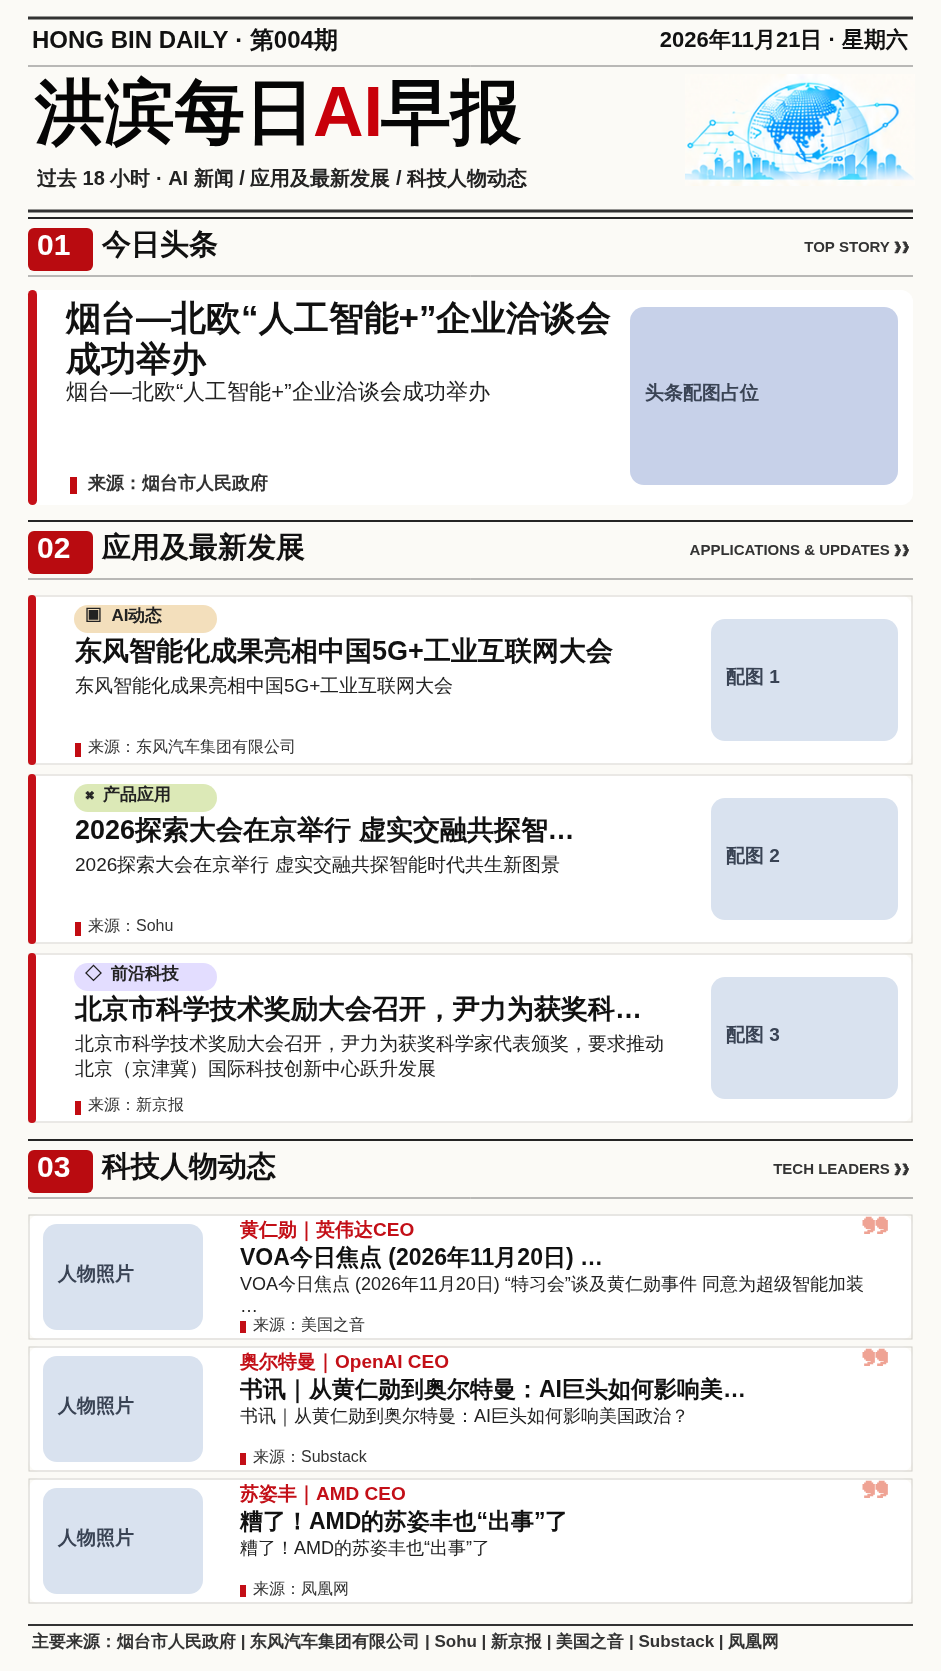 HONG BIN DAILY · 第004期
2026年11月21日 · 星期六
洪滨每日AI早报
过去 18 小时 · AI 新闻 / 应用及最新发展 / 科技人物动态
01 今日头条
TOP STORY ❯❯
烟台—北欧“人工智能+”企业洽谈会
成功举办
烟台—北欧“人工智能+”企业洽谈会成功举办
来源：烟台市人民政府
头条配图占位
02 应用及最新发展
APPLICATIONS & UPDATES ❯❯
▣ AI动态
东风智能化成果亮相中国5G+工业互联网大会
东风智能化成果亮相中国5G+工业互联网大会
来源：东风汽车集团有限公司
配图 1
✖ 产品应用
2026探索大会在京举行 虚实交融共探智…
2026探索大会在京举行 虚实交融共探智能时代共生新图景
来源：Sohu
配图 2
◇ 前沿科技
北京市科学技术奖励大会召开，尹力为获奖科…
北京市科学技术奖励大会召开，尹力为获奖科学家代表颁奖，要求推动
北京（京津冀）国际科技创新中心跃升发展
来源：新京报
配图 3
03 科技人物动态
TECH LEADERS ❯❯
人物照片
黄仁勋｜英伟达CEO
VOA今日焦点 (2026年11月20日) …
VOA今日焦点 (2026年11月20日) “特习会”谈及黄仁勋事件 同意为超级智能加装
…
来源：美国之音
人物照片
奥尔特曼｜OpenAI CEO
书讯｜从黄仁勋到奥尔特曼：AI巨头如何影响美…
书讯｜从黄仁勋到奥尔特曼：AI巨头如何影响美国政治？
来源：Substack
人物照片
苏姿丰｜AMD CEO
糟了！AMD的苏姿丰也“出事”了
糟了！AMD的苏姿丰也“出事”了
来源：凤凰网
主要来源：烟台市人民政府 | 东风汽车集团有限公司 | Sohu | 新京报 | 美国之音 | Substack | 凤凰网